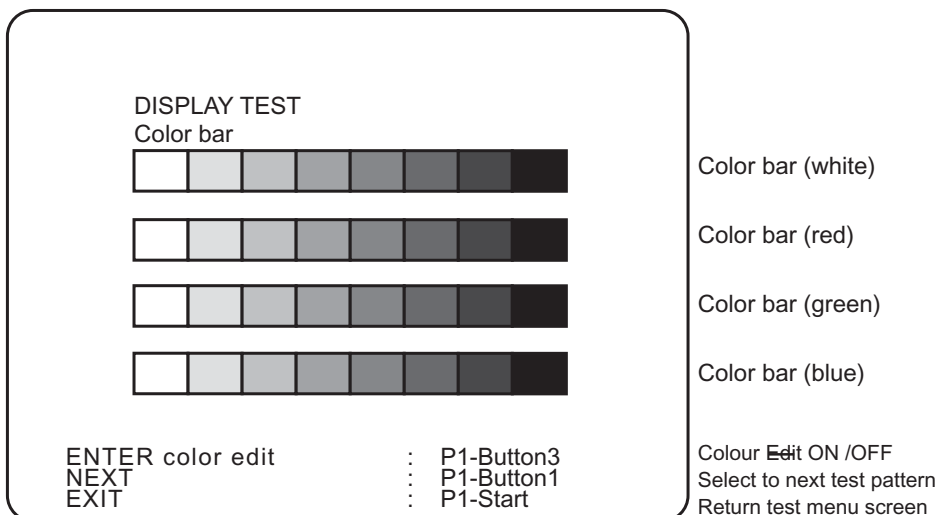 DISPLAY TEST
Color bar
Color bar (white)
Color bar (red)
Color bar (green)
Color bar (blue)
ENTER color edit : P1-Button3 Colour Edit ON /OFF
NEXT : P1-Button1 Select to next test pattern
EXIT : P1-Start Return test menu screen